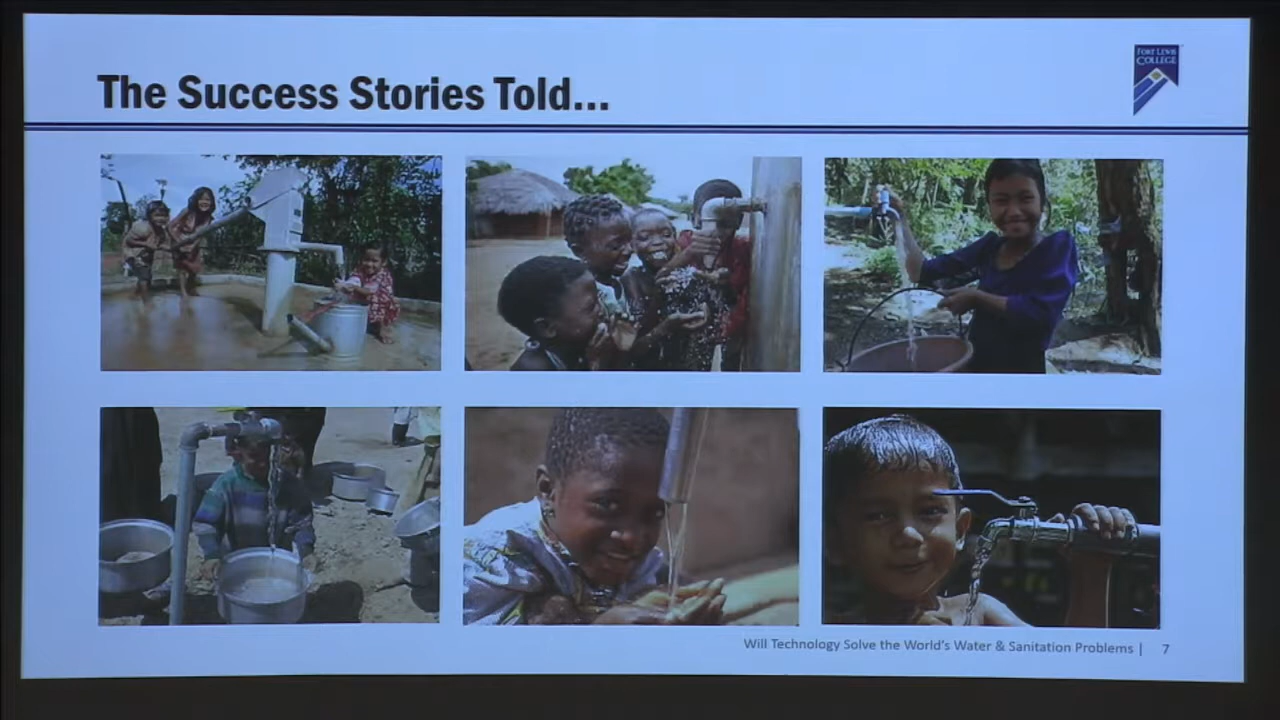 The Success Stories Told...
FORT LEWIS
COLLEGE
Will Technology Solve the World's Water & Sanitation Problems | 7